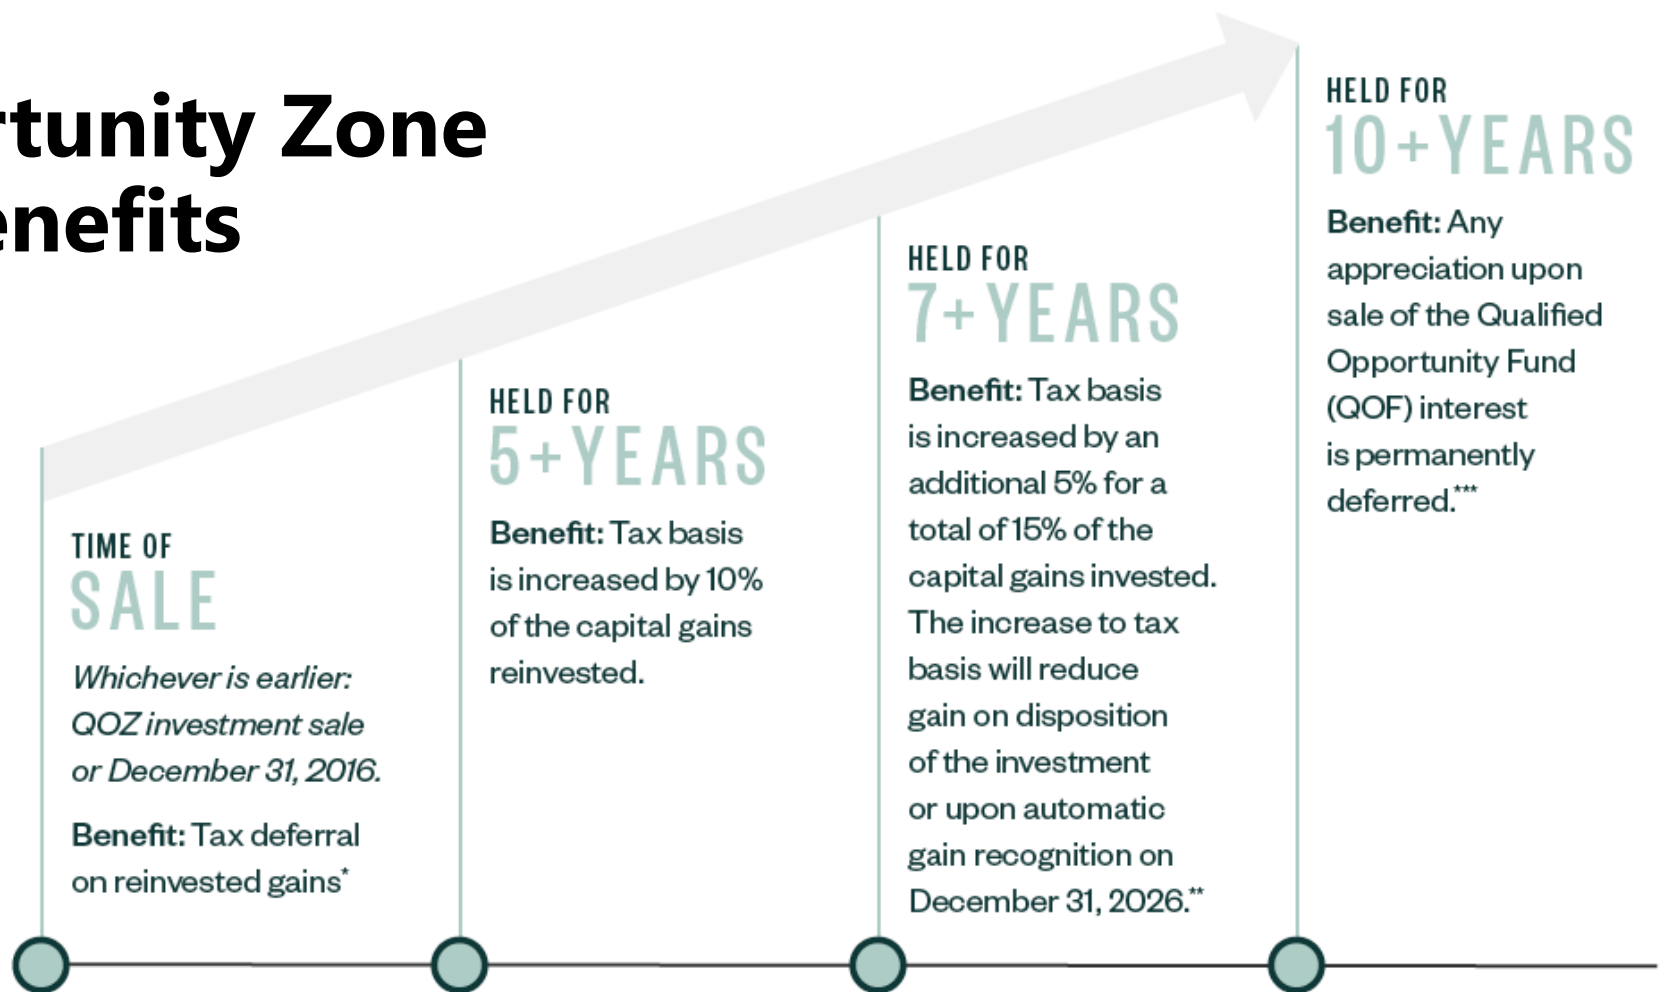 rtunity Zone
enefits
TIME OF
SALE
Whichever is earlier:
QOZ investment sale
or December 31, 2016.
Benefit: Tax deferral
on reinvested gains*
HELD FOR
5+YEARS
Benefit: Tax basis
is increased by 10%
of the capital gains
reinvested.
HELD FOR
7+YEARS
Benefit: Tax basis
is increased by an
additional 5% for a
total of 15% of the
capital gains invested.
The increase to tax
basis will reduce
gain on disposition
of the investment
or upon automatic
gain recognition on
December 31, 2026.**
HELD FOR
10+YEARS
Benefit: Any
appreciation upon
sale of the Qualified
Opportunity Fund
(QOF) interest
is permanently
deferred.***